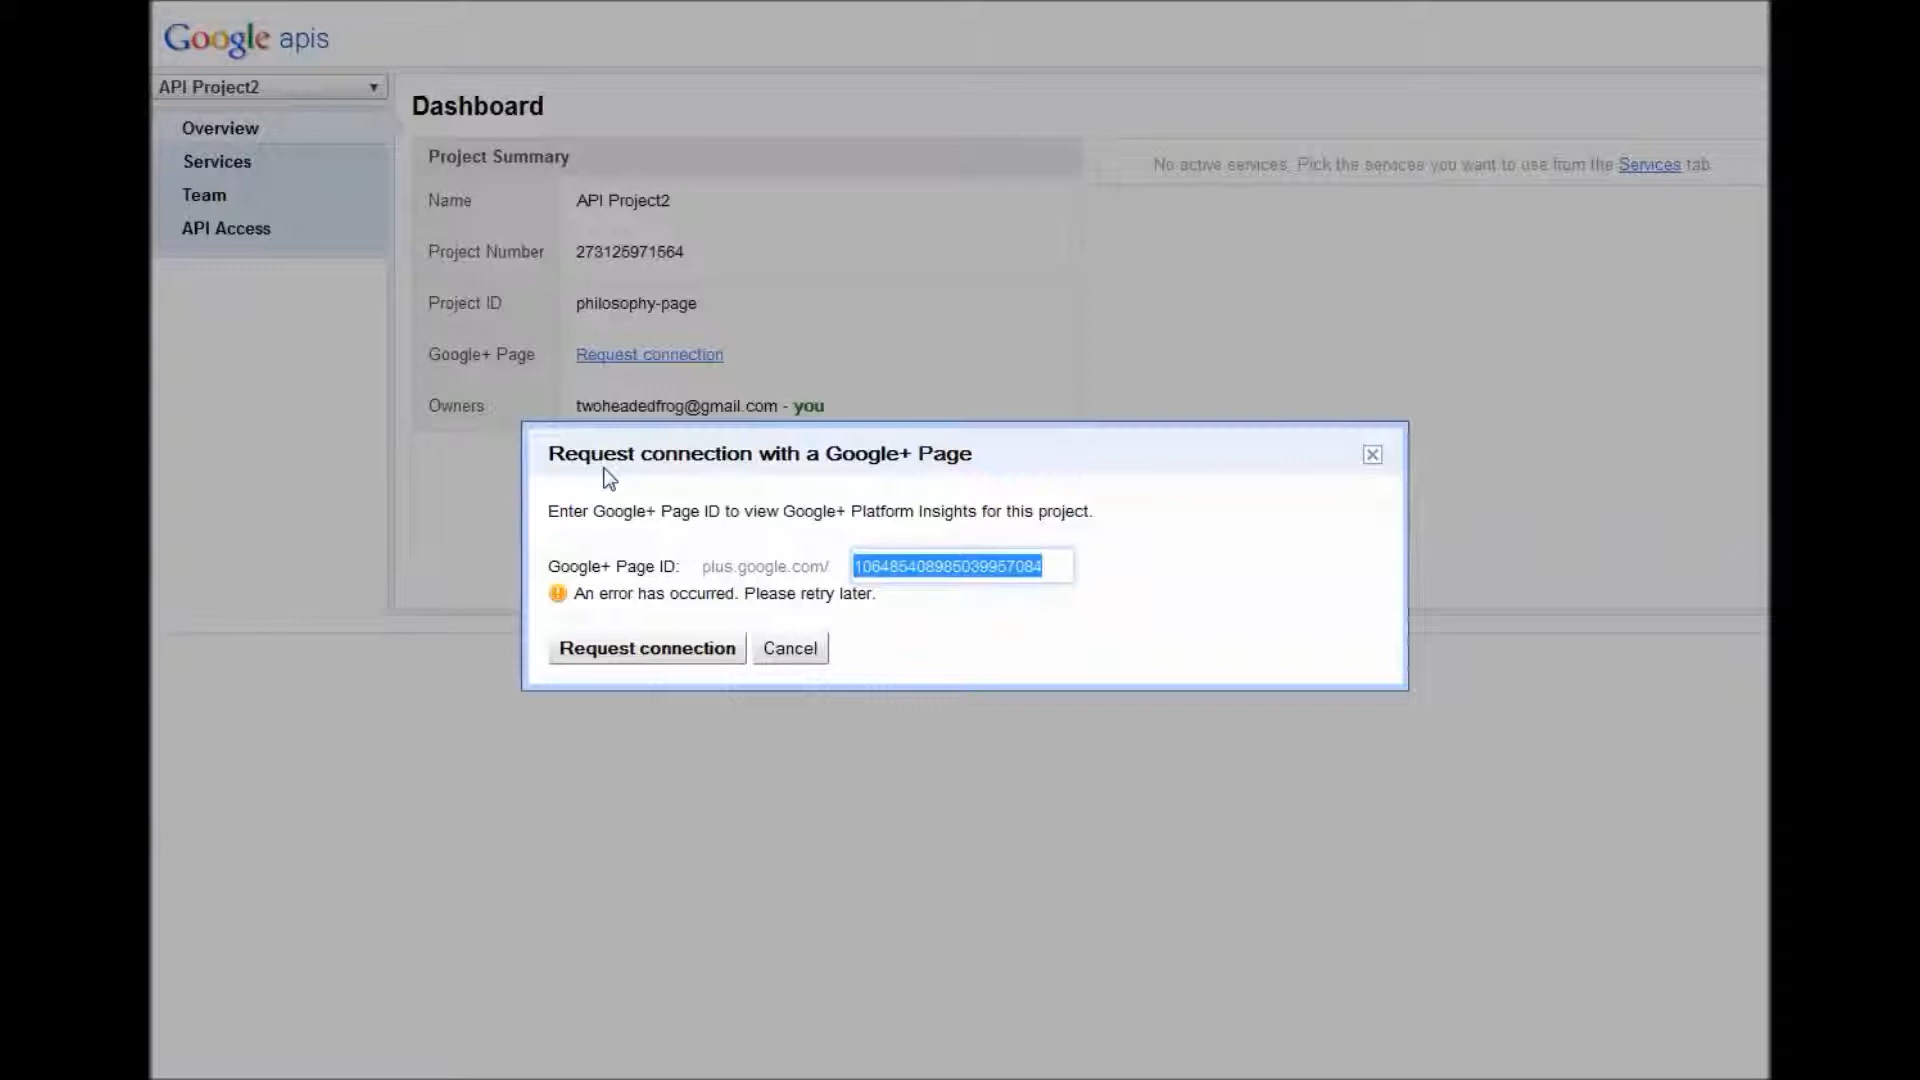 Google apis
API Project2
Overview
Services
Team
API Access
Dashboard
Project Summary
Name API Project2
Project Number 273125971564
Project ID philosophy-page
Google+ Page Request connection
Owners twoheadedfrog@gmail.com - you
No active services. Pick the services you want to use from the Services tab.
Request connection with a Google+ Page
Enter Google+ Page ID to view Google+ Platform Insights for this project.
Google+ Page ID: plus.google.com/ 106485408985039957084
An error has occurred. Please retry later.
Request connection Cancel